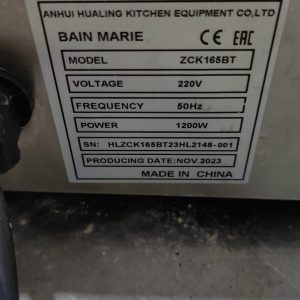 ANHUI HUALING KITCHEN EQUIPMENT CO,LTD
BAIN MARIE CE EAC
MODEL ZCK165BT
VOLTAGE 220V
FREQUENCY 50Hz
POWER 1200W
SN: HLZCK165BT23HL2148-001
PRODUCING DATE:NOV.2023
MADE IN CHINA